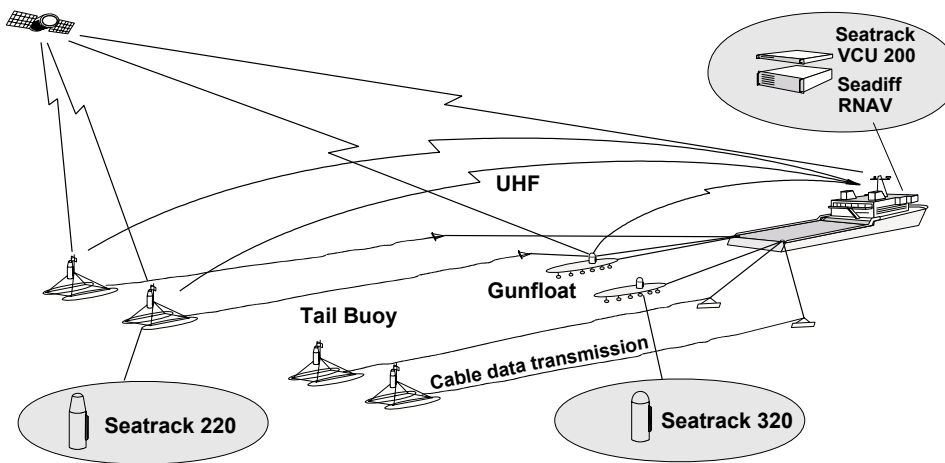 Seatrack
VCU 200
Seadiff
RNAV
UHF
Gunfloat
Tail Buoy
Cable data transmission
Seatrack 220
Seatrack 320